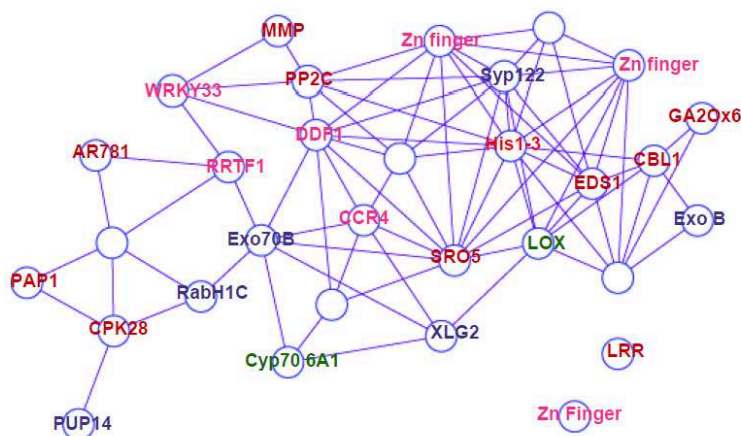 MMP
Zn finger
Zn finger
Syp122
PP2C
WRKY33
GA2Ox6
DDF1
His1-3
AR781
CBL1
RRTF1
EDS1
CCR4
Exo B
Exo70B
LOX
SRO5
PAP1
RabH1C
CPK28
XLG2
Cyp70 6A1
LRR
Zn Finger
PUP14